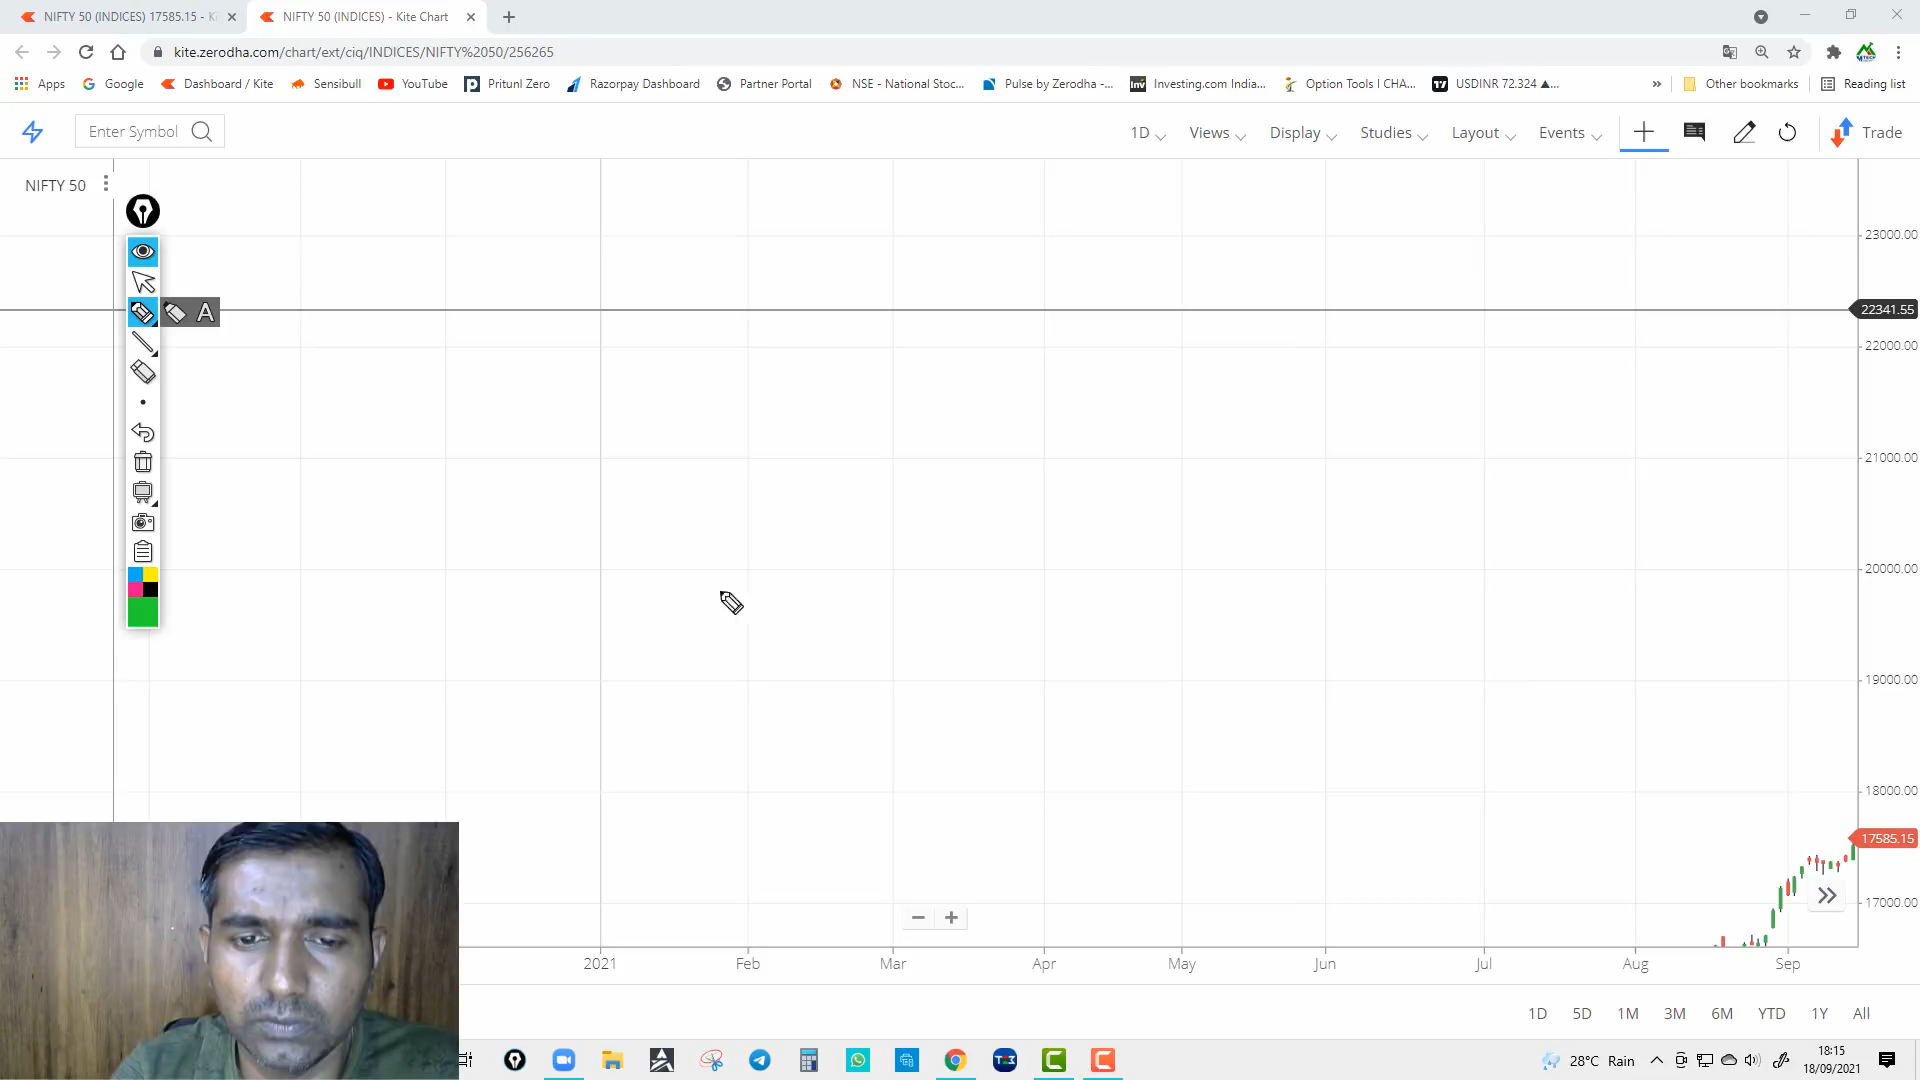 NIFTY 50 (INDICES) 17585.15 - Ki
NIFTY 50 (INDICES) - Kite Chart
kite.zerodha.com/chart/ext/ciq/INDICES/NIFTY%2050/256265
Apps Google Dashboard / Kite Sensibull YouTube Pritunl Zero Razorpay Dashboard Partner Portal NSE - National Stoc... Pulse by Zerodha -... Investing.com India... Option Tools I CHA... USDINR 72.324 ▲... » Other bookmarks Reading list
Enter Symbol 1D Views Display Studies Layout Events Trade
NIFTY 50
A
23000.00
22341.55
22000.00
21000.00
20000.00
19000.00
18000.00
17585.15
17000.00
2021 Feb Mar Apr May Jun Jul Aug Sep
1D 5D 1M 3M 6M YTD 1Y All
28°C Rain
18:15
18/09/2021